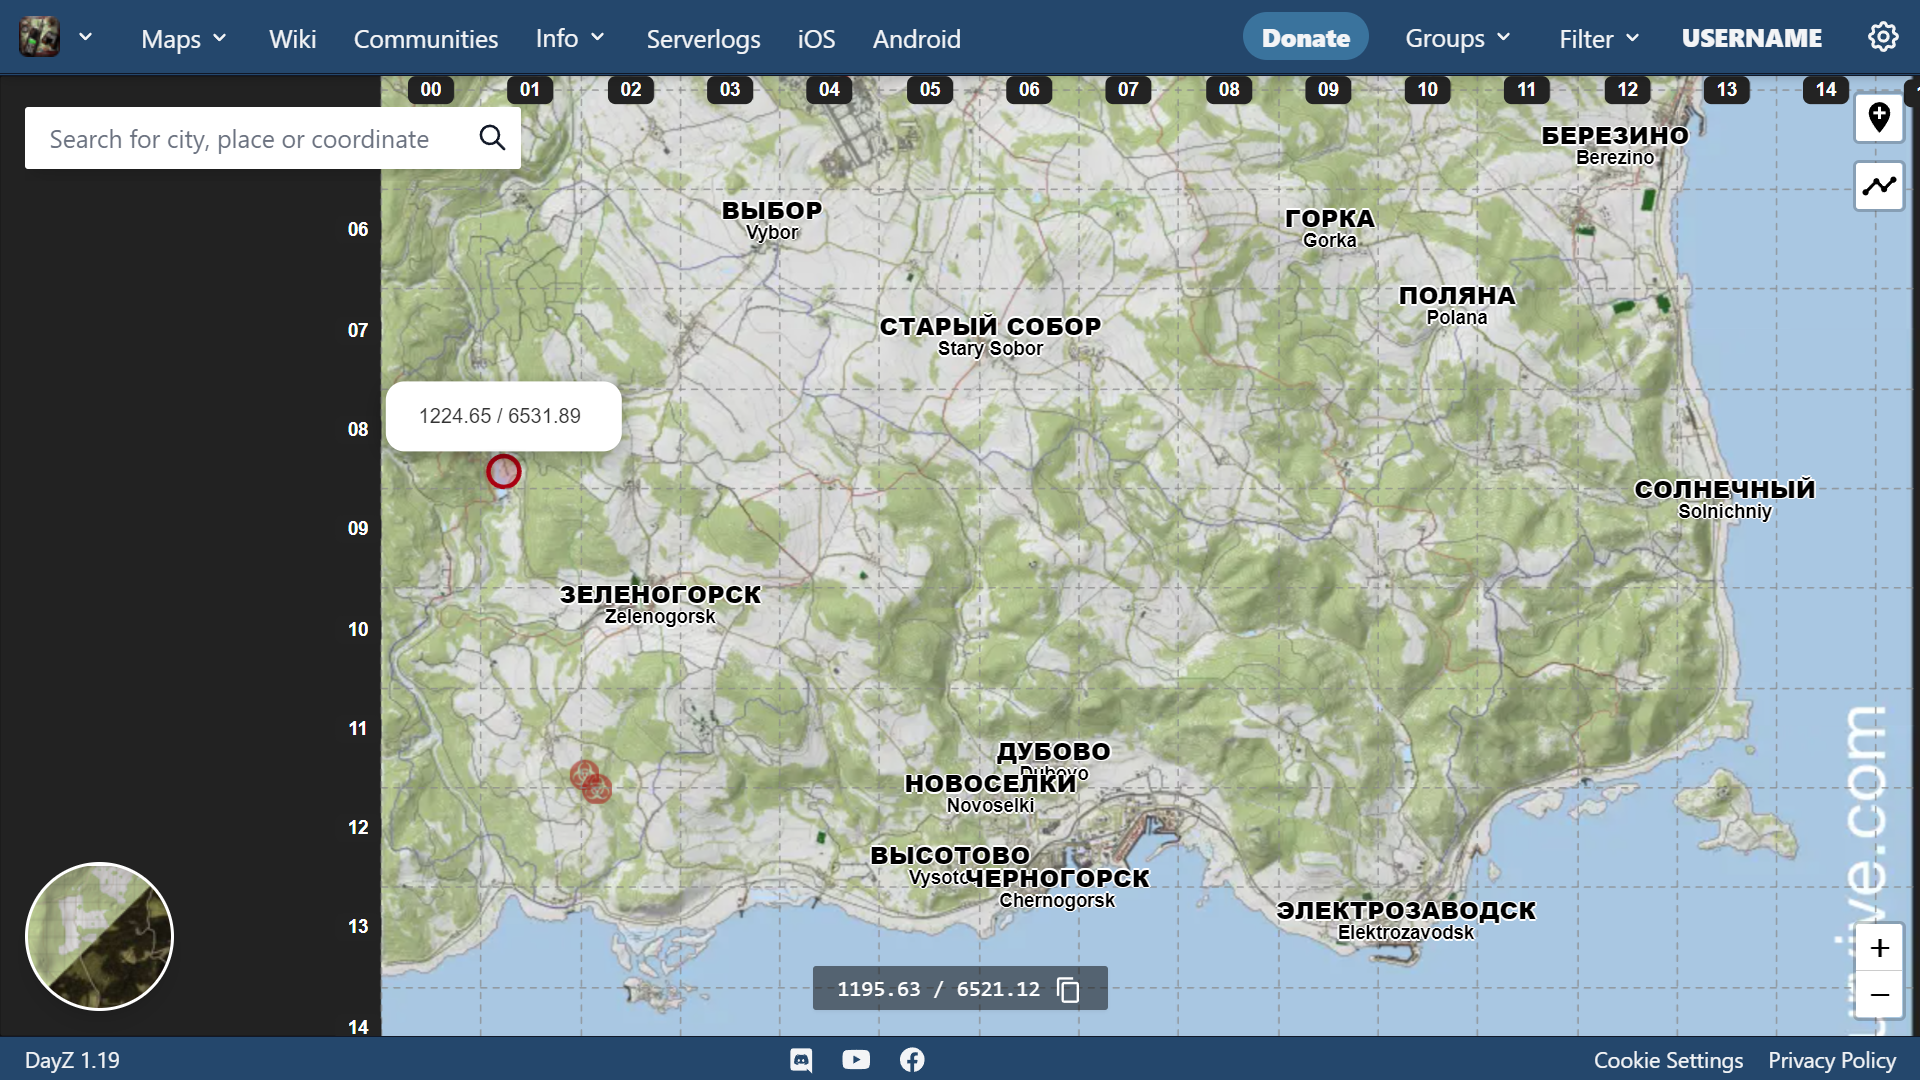 Maps
Wiki
Communities
Info
Serverlogs
iOS
Android
Donate
Groups
Filter
USERNAME
00 01 02 03 04 05 06 07 08 09 10 11 12 13 14
Search for city, place or coordinate
БЕРЕЗИНО
Berezino
06
ВЫБОР
Vybor
ГОРКА
Gorka
07
ПОЛЯНА
Polana
СТАРЫЙ СОБОР
Stary Sobor
1224.65 / 6531.89
08
СОЛНЕЧНЫЙ
Solnichniy
09
ЗЕЛЕНОГОРСК
Zelenogorsk
10
11
ДУБОВО
Dubovo
НОВОСЕЛКИ
Novoselki
12
ВЫСОТОВО
ЧЕРНОГОРСК
Chernogorsk
13
ЭЛЕКТРОЗАВОДСК
Elektrozavodsk
1195.63 / 6521.12
14
+
−
DayZ 1.19
Cookie Settings
Privacy Policy